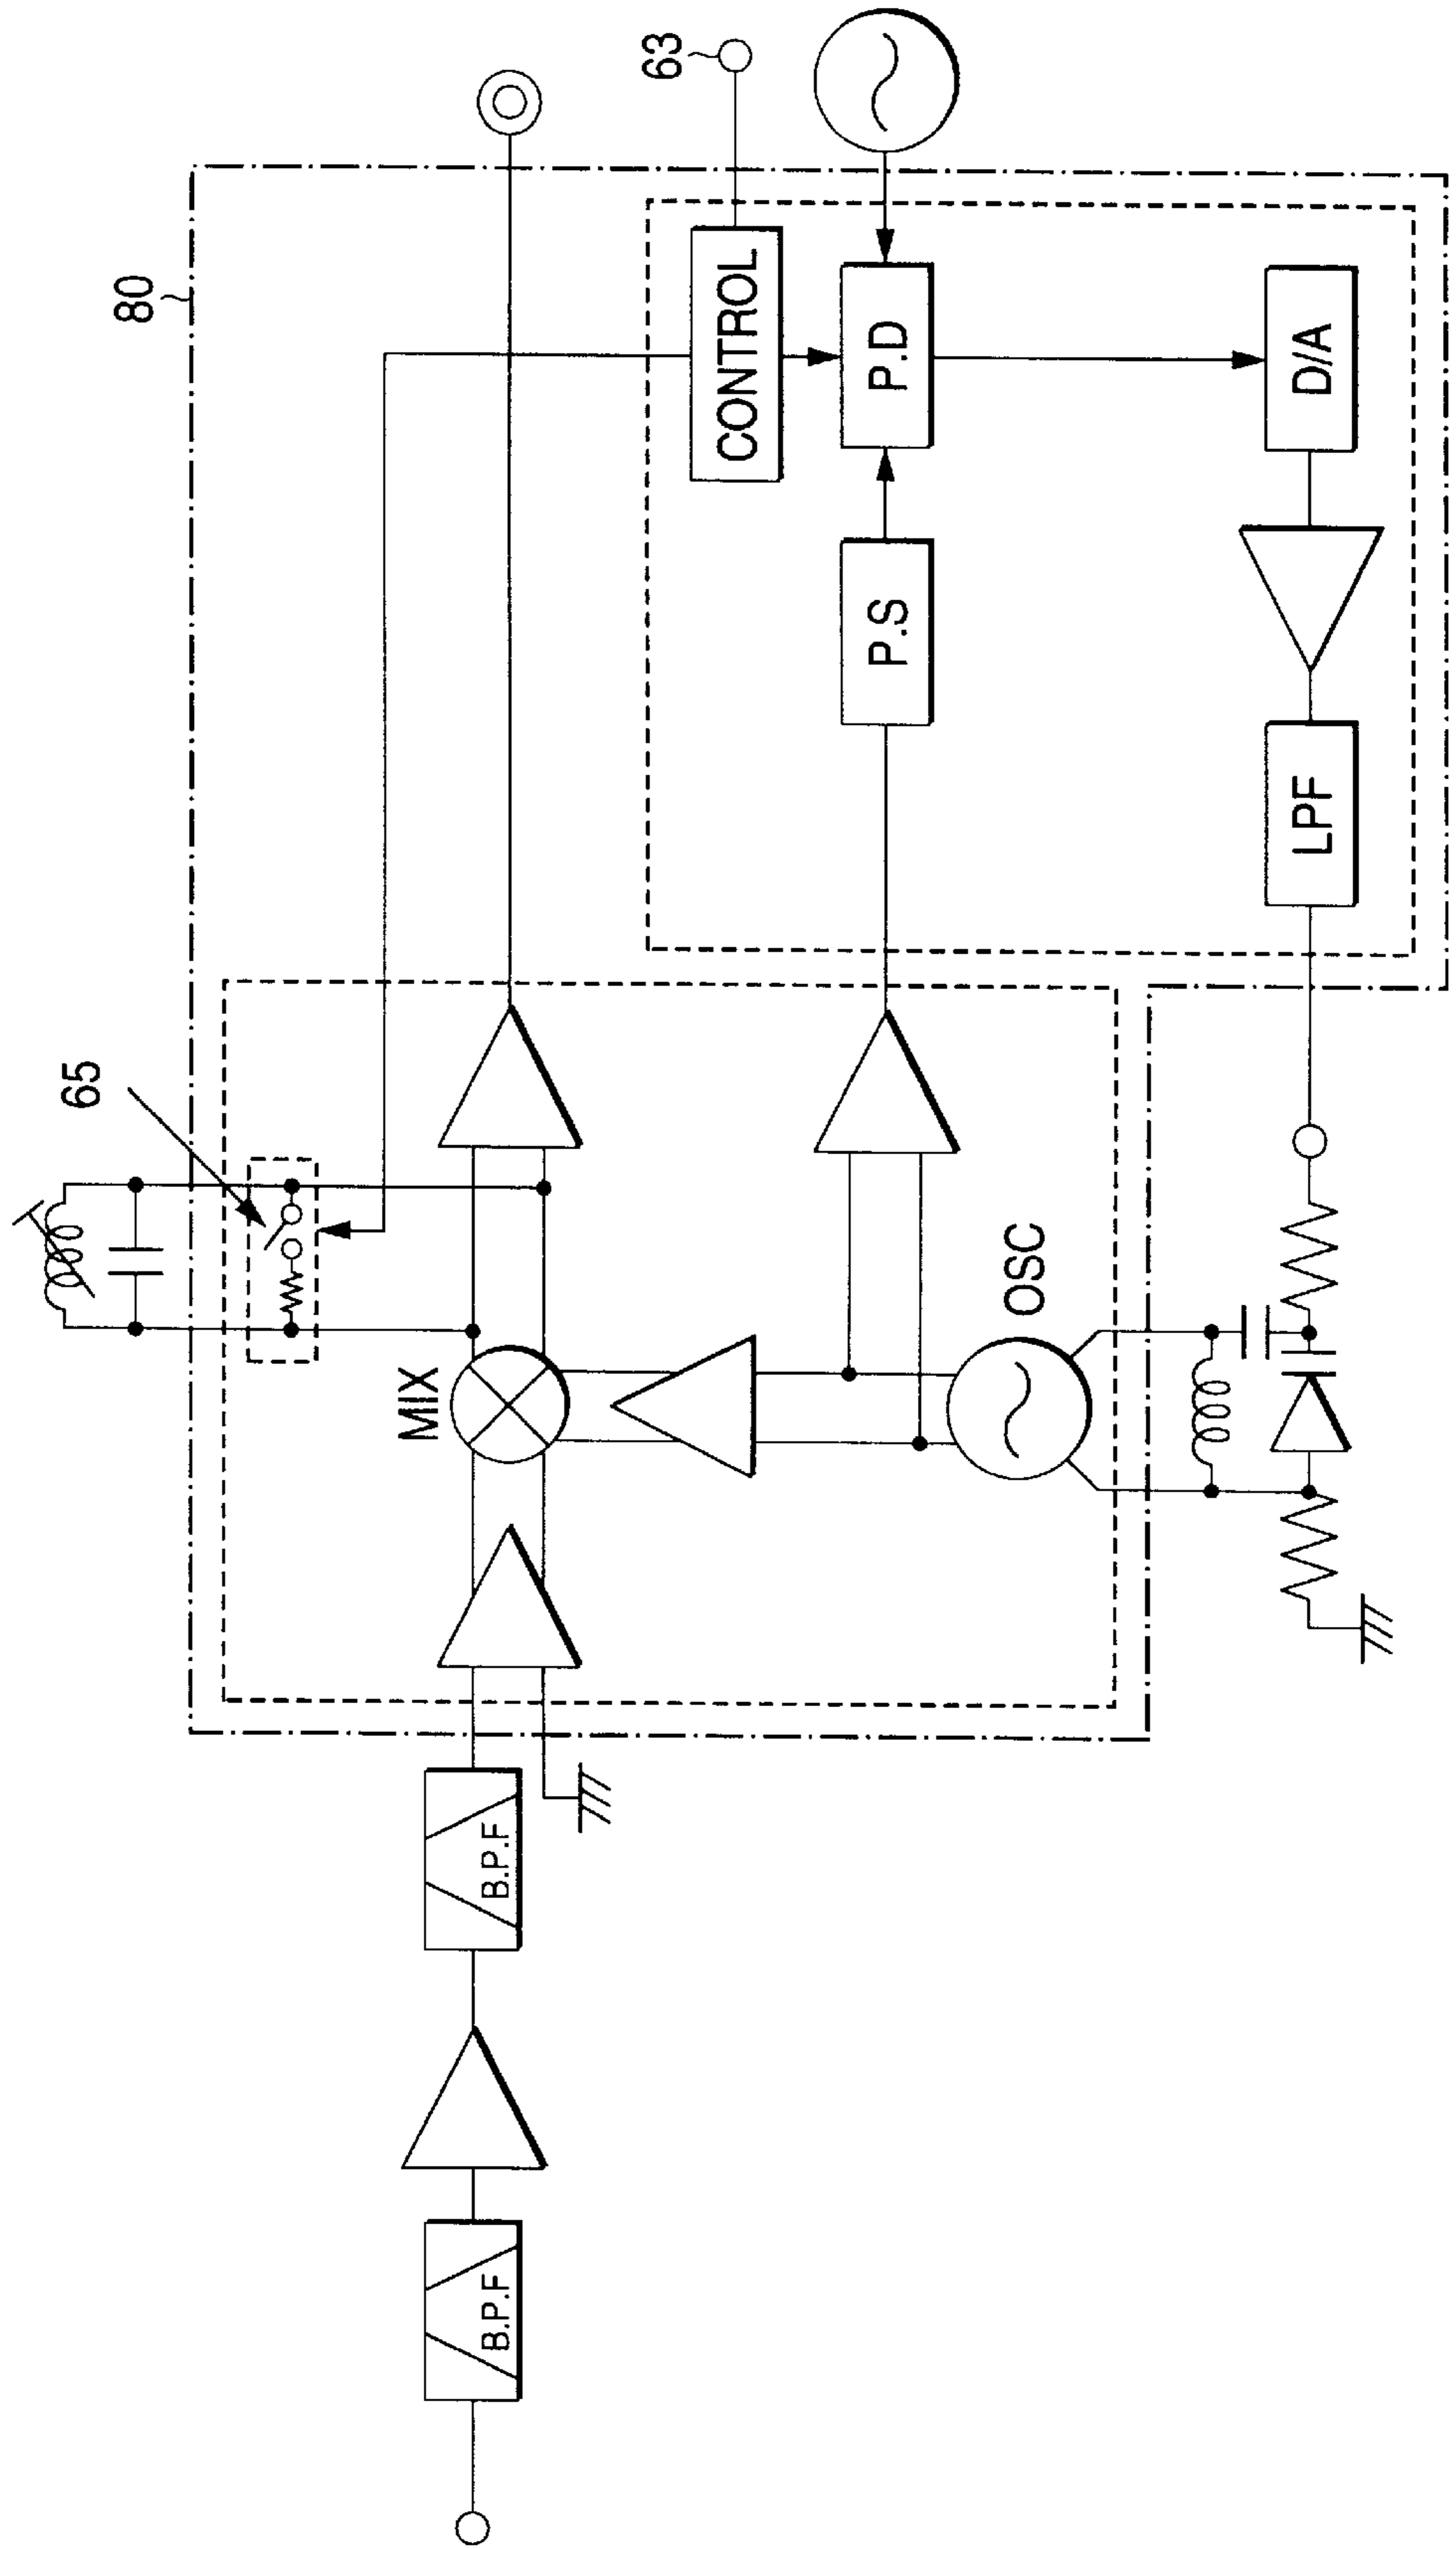 80
65
63
MIX
OSC
B.P.F
B.P.F
CONTROL
P.S
P.D
LPF
D/A